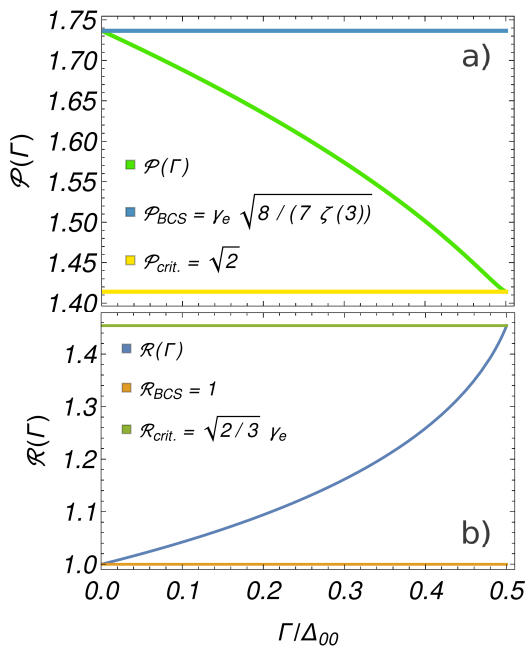 1.75
a)
1.70
1.65
1.60
𝒫(Γ)
1.55
𝒫(Γ)
𝒫BCS = γe √8 / (7 ζ(3))
1.50
1.45
𝒫crit. = √2
1.40
1.4
ℛ(Γ)
ℛBCS = 1
1.3
ℛcrit. = √2/3 γe
ℛ(Γ)
1.2
1.1
b)
1.0
0.0 0.1 0.2 0.3 0.4 0.5
Γ/Δ00